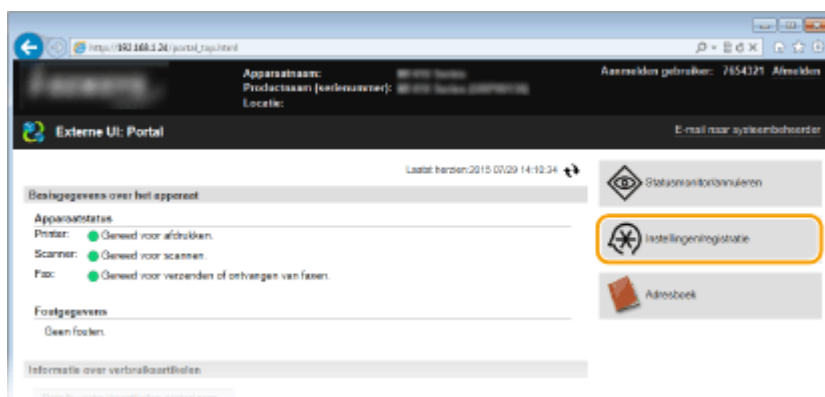 http://192.168.1.24/portal_top.html
Apparaatnaam:
Productnaam (serienummer):
Locatie:
Aanmelden gebruiker: 7654321 Afmelden
Externe UI: Portal
E-mail naar systeembeheerder
Laatst herzien:2015 07/29 14:10:34
Basisgegevens over het apparaat
Apparaatstatus
Printer: Gereed voor afdrukken.
Scanner: Gereed voor scannen.
Fax: Gereed voor verzenden of ontvangen van faxen.
Foutgegevens
Geen fouten.
Informatie over verbruiksartikelen
Statusmonitor/annuleren
Instellingen/registratie
Adresboek